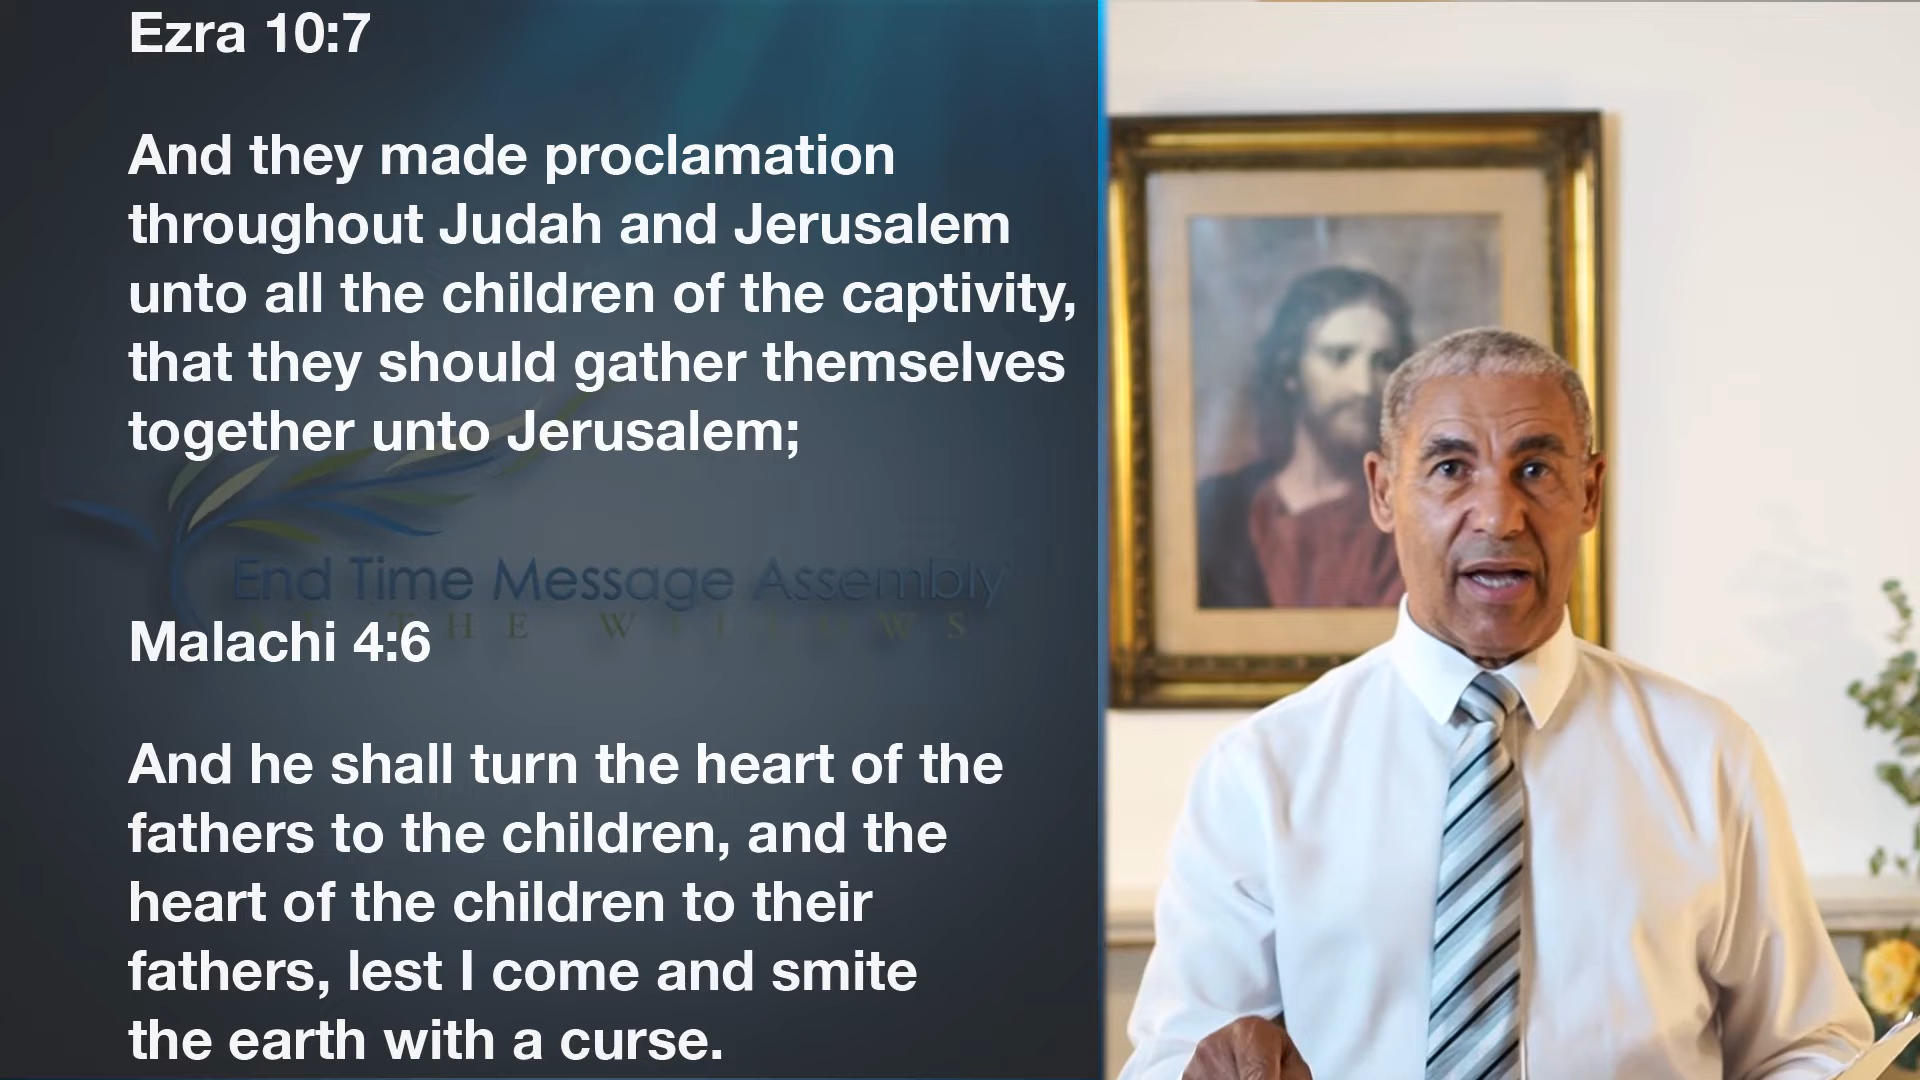 Ezra 10:7
And they made proclamation
throughout Judah and Jerusalem
unto all the children of the captivity,
that they should gather themselves
together unto Jerusalem;
End Time Message Assembly
THE WILLOWS
Malachi 4:6
And he shall turn the heart of the
fathers to the children, and the
heart of the children to their
fathers, lest I come and smite
the earth with a curse.